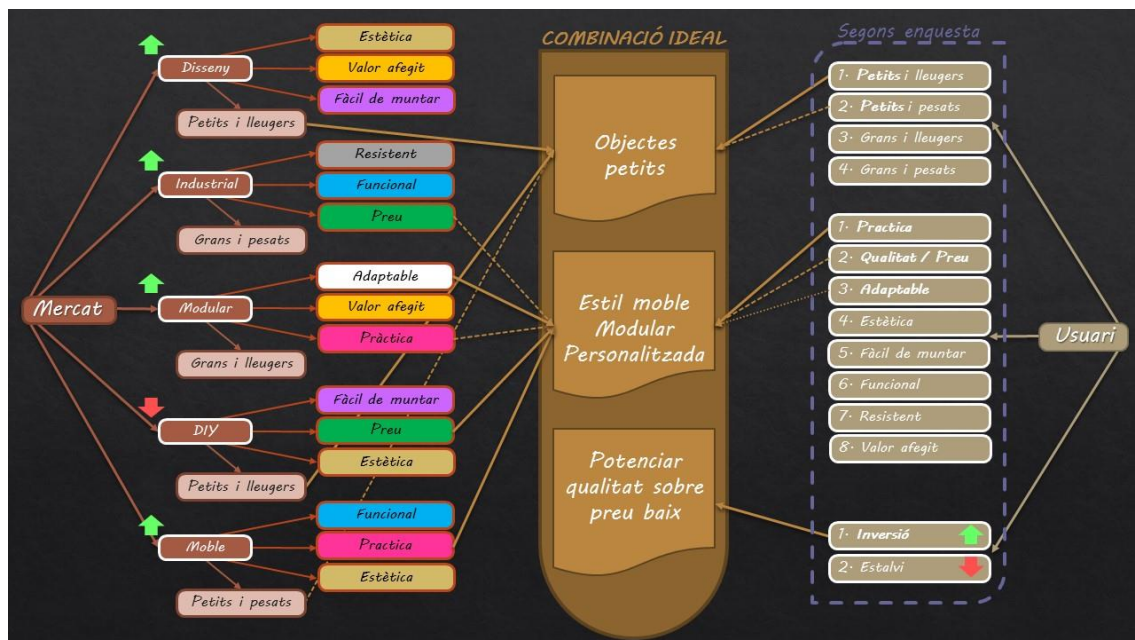 Mercat
Disseny
Estètica
Valor afegit
Fàcil de muntar
Petits i lleugers
Industrial
Resistent
Funcional
Preu
Grans i pesats
Modular
Adaptable
Valor afegit
Pràctica
Grans i lleugers
DIY
Fàcil de muntar
Preu
Estètica
Petits i lleugers
Moble
Funcional
Practica
Estètica
Petits i pesats
COMBINACIÓ IDEAL
Objectes
petits
Estil moble
Modular
Personalitzada
Potenciar
qualitat sobre
preu baix
Segons enquesta
1. Petits i lleugers
2. Petits i pesats
3. Grans i lleugers
4. Grans i pesats
1. Practica
2. Qualitat / Preu
3. Adaptable
4. Estètica
5. Fàcil de muntar
6. Funcional
7. Resistent
8. Valor afegit
1. Inversió
2. Estalvi
Usuari